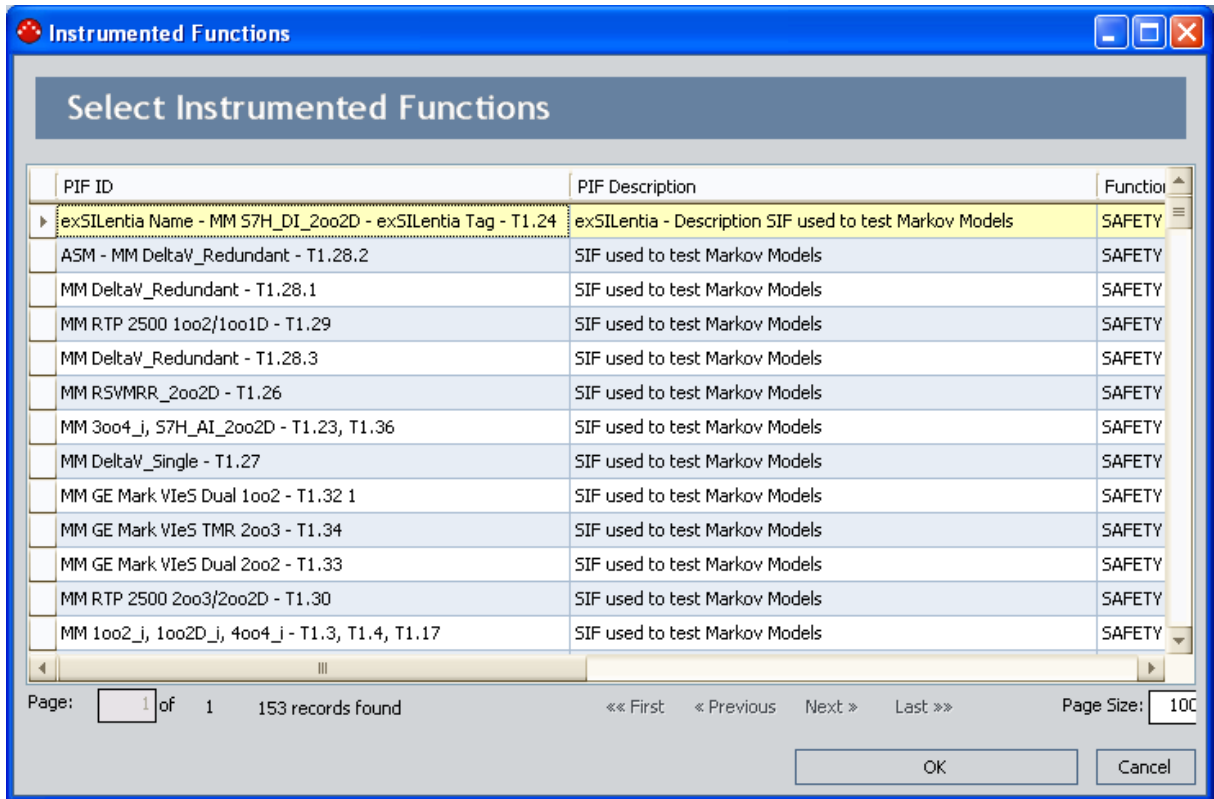 Instrumented Functions
Select Instrumented Functions
PIF ID PIF Description Function
exSILentia Name - MM S7H_DI_2oo2D - exSILentia Tag - T1.24 exSILentia - Description SIF used to test Markov Models SAFETY
ASM - MM DeltaV_Redundant - T1.28.2 SIF used to test Markov Models SAFETY
MM DeltaV_Redundant - T1.28.1 SIF used to test Markov Models SAFETY
MM RTP 2500 1oo2/1oo1D - T1.29 SIF used to test Markov Models SAFETY
MM DeltaV_Redundant - T1.28.3 SIF used to test Markov Models SAFETY
MM RSVMRR_2oo2D - T1.26 SIF used to test Markov Models SAFETY
MM 3oo4_i, S7H_AI_2oo2D - T1.23, T1.36 SIF used to test Markov Models SAFETY
MM DeltaV_Single - T1.27 SIF used to test Markov Models SAFETY
MM GE Mark VIeS Dual 1oo2 - T1.32 1 SIF used to test Markov Models SAFETY
MM GE Mark VIeS TMR 2oo3 - T1.34 SIF used to test Markov Models SAFETY
MM GE Mark VIeS Dual 2oo2 - T1.33 SIF used to test Markov Models SAFETY
MM RTP 2500 2oo3/2oo2D - T1.30 SIF used to test Markov Models SAFETY
MM 1oo2_i, 1oo2D_i, 4oo4_i - T1.3, T1.4, T1.17 SIF used to test Markov Models SAFETY
Page: 1 of 1 153 records found «« First « Previous Next » Last »» Page Size: 100
OK Cancel